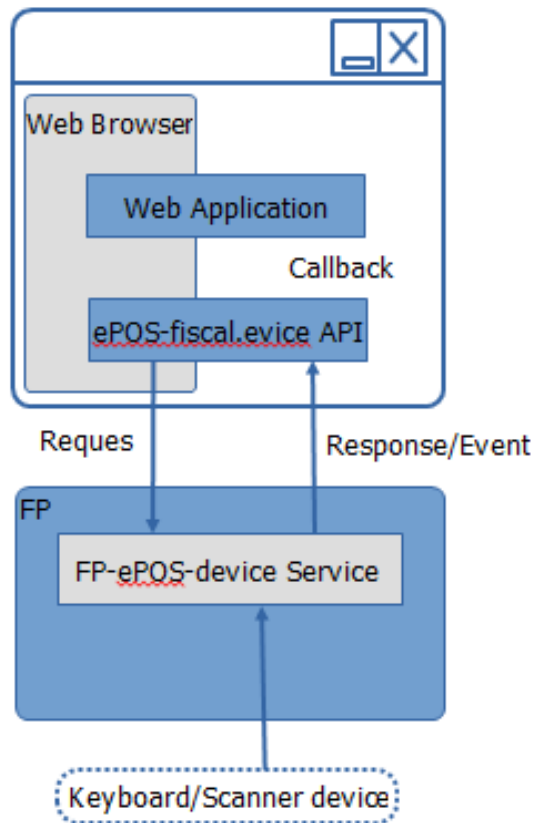 Web Browser
Web Application
Callback
ePOS-fiscal.evice API
Reques
Response/Event
FP
FP-ePOS-device Service
Keyboard/Scanner device